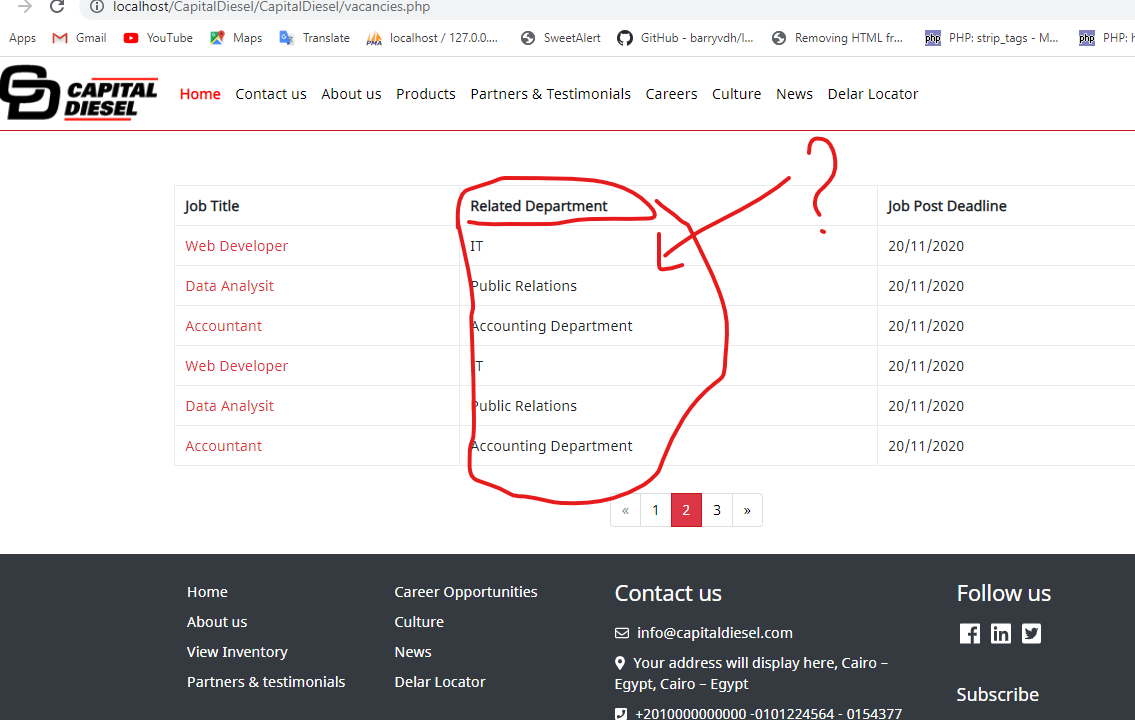 localhost/CapitalDiesel/CapitalDiesel/vacancies.php
Apps Gmail YouTube Maps Translate localhost / 127.0.0.... SweetAlert GitHub - barryvdh/l... Removing HTML fr... php PHP: strip_tags - M... php PHP: h
CAPITAL DIESEL Home Contact us About us Products Partners & Testimonials Careers Culture News Delar Locator
?
Job Title Related Department Job Post Deadline
Web Developer IT 20/11/2020
Data Analysit Public Relations 20/11/2020
Accountant Accounting Department 20/11/2020
Web Developer IT 20/11/2020
Data Analysit Public Relations 20/11/2020
Accountant Accounting Department 20/11/2020
« 1 2 3 »
Home
About us
View Inventory
Partners & testimonials
Career Opportunities
Culture
News
Delar Locator
Contact us
info@capitaldiesel.com
Your address will display here, Cairo –
Egypt, Cairo – Egypt
+2010000000000 -0101224564 - 0154377
Follow us
Subscribe